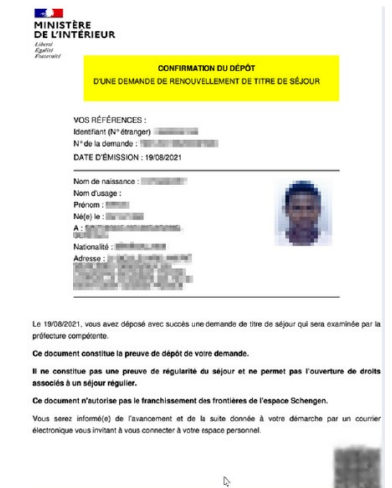 MINISTÈRE
DE L'INTÉRIEUR
Liberté
Égalité
Fraternité
CONFIRMATION DU DÉPÔT
D'UNE DEMANDE DE RENOUVELLEMENT DE TITRE DE SÉJOUR
VOS RÉFÉRENCES :
Identifiant (N° étranger)
N° de la demande :
DATE D'ÉMISSION : 19/08/2021
Nom de naissance :
Nom d'usage :
Prénom :
Né(e) le :
A :
Nationalité :
Adresse :
Le 19/08/2021, vous avez déposé avec succès une demande de titre de séjour qui sera examinée par la
préfecture compétente.
Ce document constitue la preuve de dépôt de votre demande.
Il ne constitue pas une preuve de régularité du séjour et ne permet pas l'ouverture de droits
associés à un séjour régulier.
Ce document n'autorise pas le franchissement des frontières de l'espace Schengen.
Vous serez informé(e) de l'avancement et de la suite donnée à votre démarche par un courrier
électronique vous invitant à vous connecter à votre espace personnel.